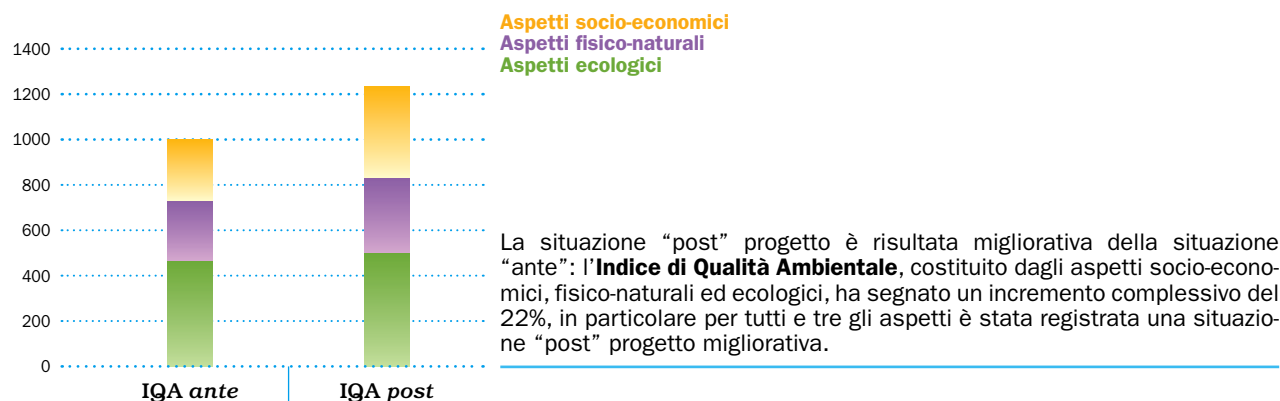 Aspetti socio-economici
Aspetti fisico-naturali
Aspetti ecologici
1400
1200
1000
800
600
400
200
0
IQA ante
IQA post
La situazione “post” progetto è risultata migliorativa della situazione
“ante”: l’Indice di Qualità Ambientale, costituito dagli aspetti socio-econo-
mici, fisico-naturali ed ecologici, ha segnato un incremento complessivo del
22%, in particolare per tutti e tre gli aspetti è stata registrata una situazio-
ne “post” progetto migliorativa.